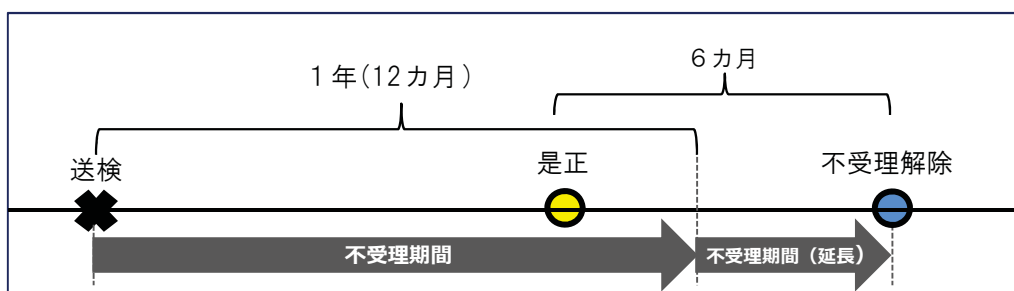 ６カ月
１年(12カ月)
送検
是正
不受理解除
不受理期間
不受理期間（延長）